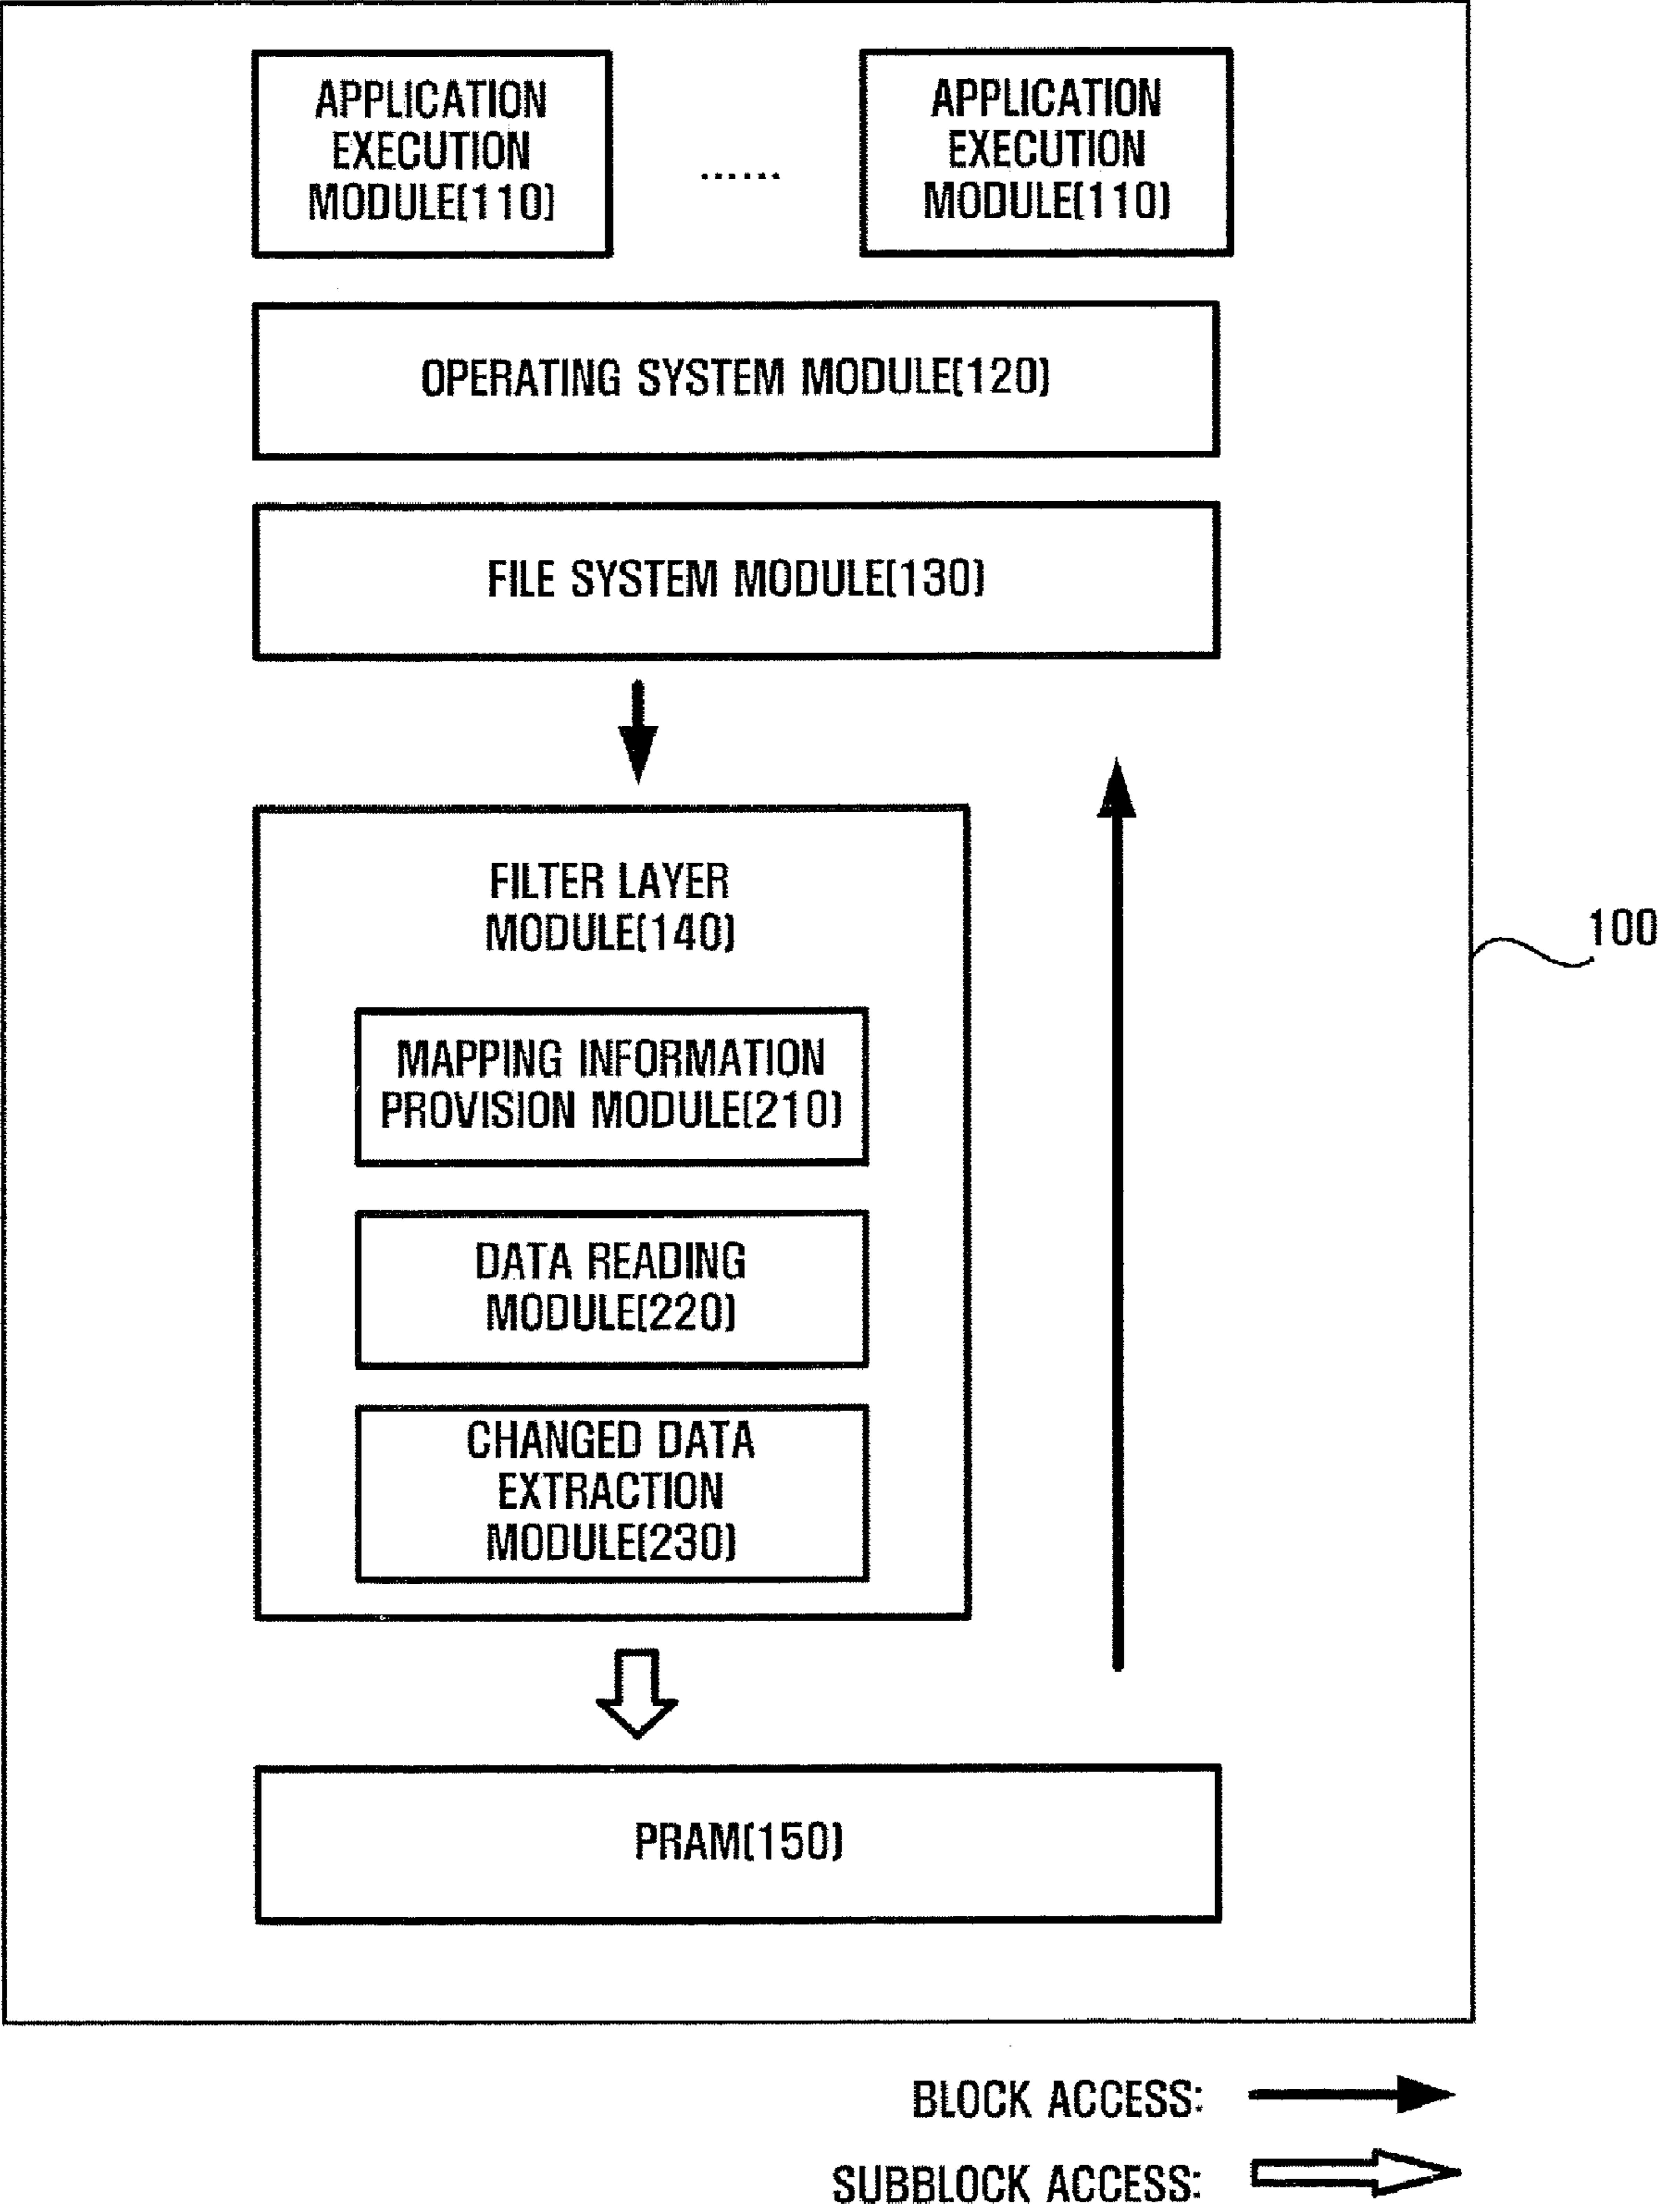 APPLICATION
EXECUTION
MODULE[110]
......
APPLICATION
EXECUTION
MODULE[110]
OPERATING SYSTEM MODULE[120]
FILE SYSTEM MODULE[130]
FILTER LAYER
MODULE[140]
MAPPING INFORMATION
PROVISION MODULE[210]
DATA READING
MODULE[220]
CHANGED DATA
EXTRACTION
MODULE[230]
100
PRAM[150]
BLOCK ACCESS:
SUBBLOCK ACCESS: